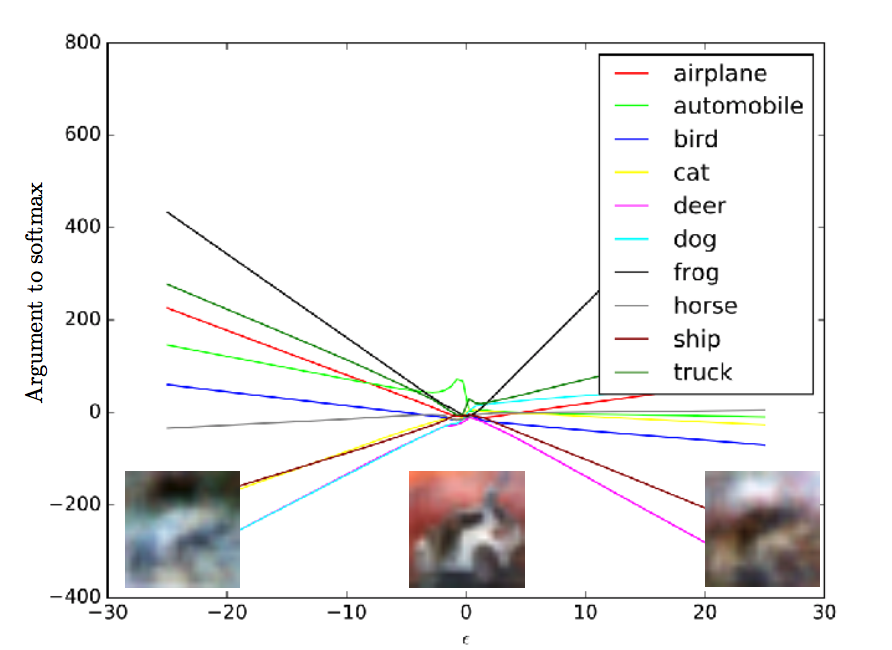 800
600
400
200
0
−200
−400
Argument to softmax
airplane
automobile
bird
cat
deer
dog
frog
horse
ship
truck
−30 −20 −10 0 10 20 30
ϵ